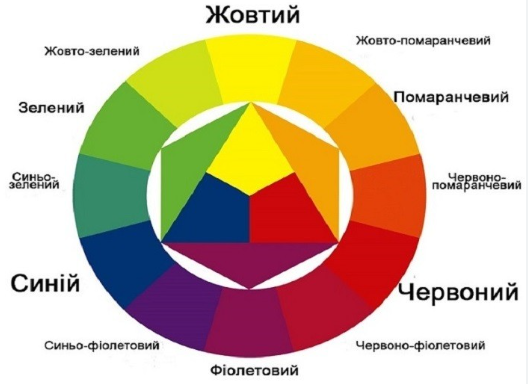 Жовтий
Жовто-зелений
Жовто-помаранчевий
Зелений
Помаранчевий
Синьо-
зелений
Червоно-
помаранчевий
Синій
Червоний
Синьо-фіолетовий
Червоно-фіолетовий
Фіолетовий